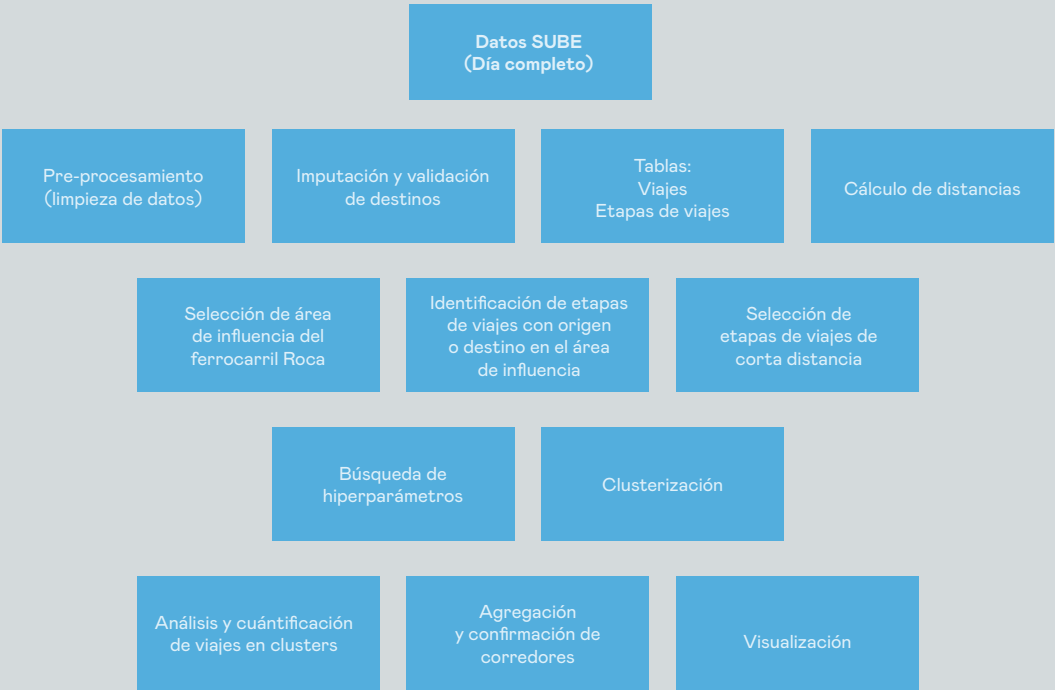 Datos SUBE
(Día completo)
Pre-procesamiento
(limpieza de datos)
Imputación y validación
de destinos
Tablas:
Viajes
Etapas de viajes
Cálculo de distancias
Selección de área
de influencia del
ferrocarril Roca
Identificación de etapas
de viajes con origen
o destino en el área
de influencia
Selección de
etapas de viajes de
corta distancia
Búsqueda de
hiperparámetros
Clusterización
Análisis y cuántificación
de viajes en clusters
Agregación
y confirmación de
corredores
Visualización